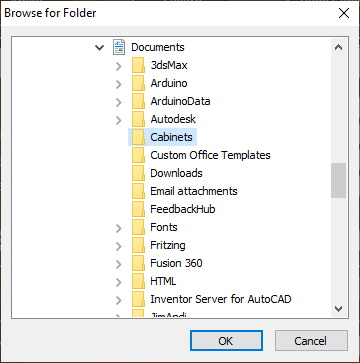 Browse for Folder
Documents
3dsMax
Arduino
ArduinoData
Autodesk
Cabinets
Custom Office Templates
Downloads
Email attachments
FeedbackHub
Fonts
Fritzing
Fusion 360
HTML
Inventor Server for AutoCAD
JimAndi
OK
Cancel